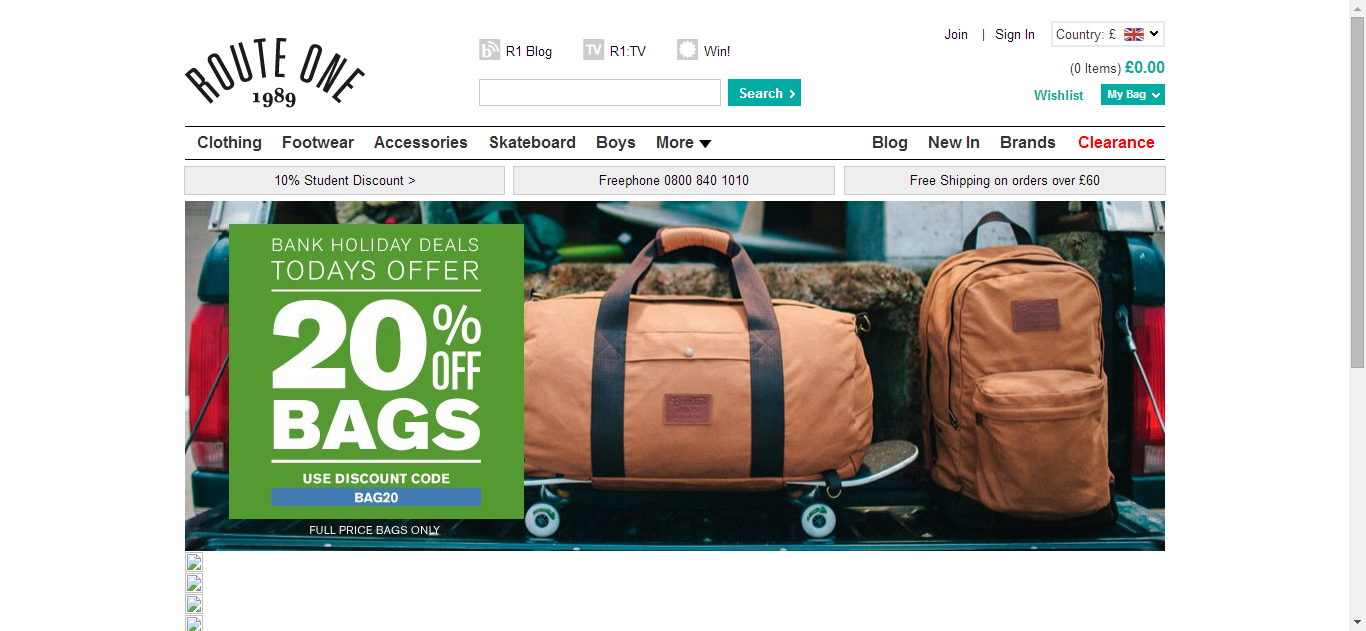 ROUTE ONE
1989
R1 Blog
TV R1:TV
Win!
Join | Sign In
Country: £
(0 Items) £0.00
Search
Wishlist
My Bag
Clothing Footwear Accessories Skateboard Boys More
Blog New In Brands Clearance
10% Student Discount >
Freephone 0800 840 1010
Free Shipping on orders over £60
BANK HOLIDAY DEALS
TODAYS OFFER
20% OFF
BAGS
USE DISCOUNT CODE
BAG20
FULL PRICE BAGS ONLY